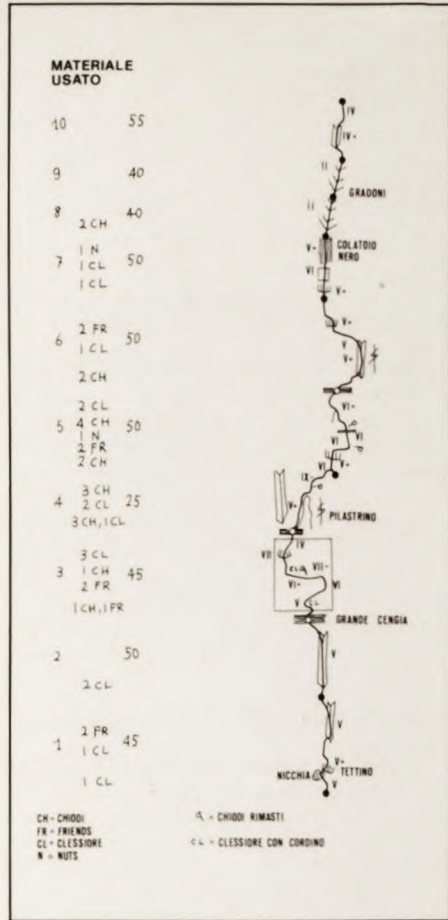 MATERIALE
USATO
10 55
IV
IV+
9 40
II
GRADONI
8 40
II
2 CH
V+
COLATOIO
NERO
1 N
7 1 CL 50
1 CL
VI
V+
2 FR
6 1 CL 50
V+
V
V+
2 CH
2 CL
5 4 CH 50
1 N
2 FR
2 CH
VI-
VI
VI
VI
V+
3 CH
4 2 CL 25
3 CH, 1 CL
IX-
V+
PILASTRINO
IV
VII
3 CL
3 1 CH 45
2 FR
1 CH, 1 FR
CL
VII-
VI-
VI
V
CL
GRANDE CENGIA
2 50
V
2 CL
2 FR
1 1 CL 45
V
V+
NICCHIA
TETTINO
1 CL
V
CH = CHIODI
FR = FRIENDS
CL = CLESSIDRE
N = NUTS
= CHIODI RIMASTI
CL = CLESSIDRE CON CORDINO